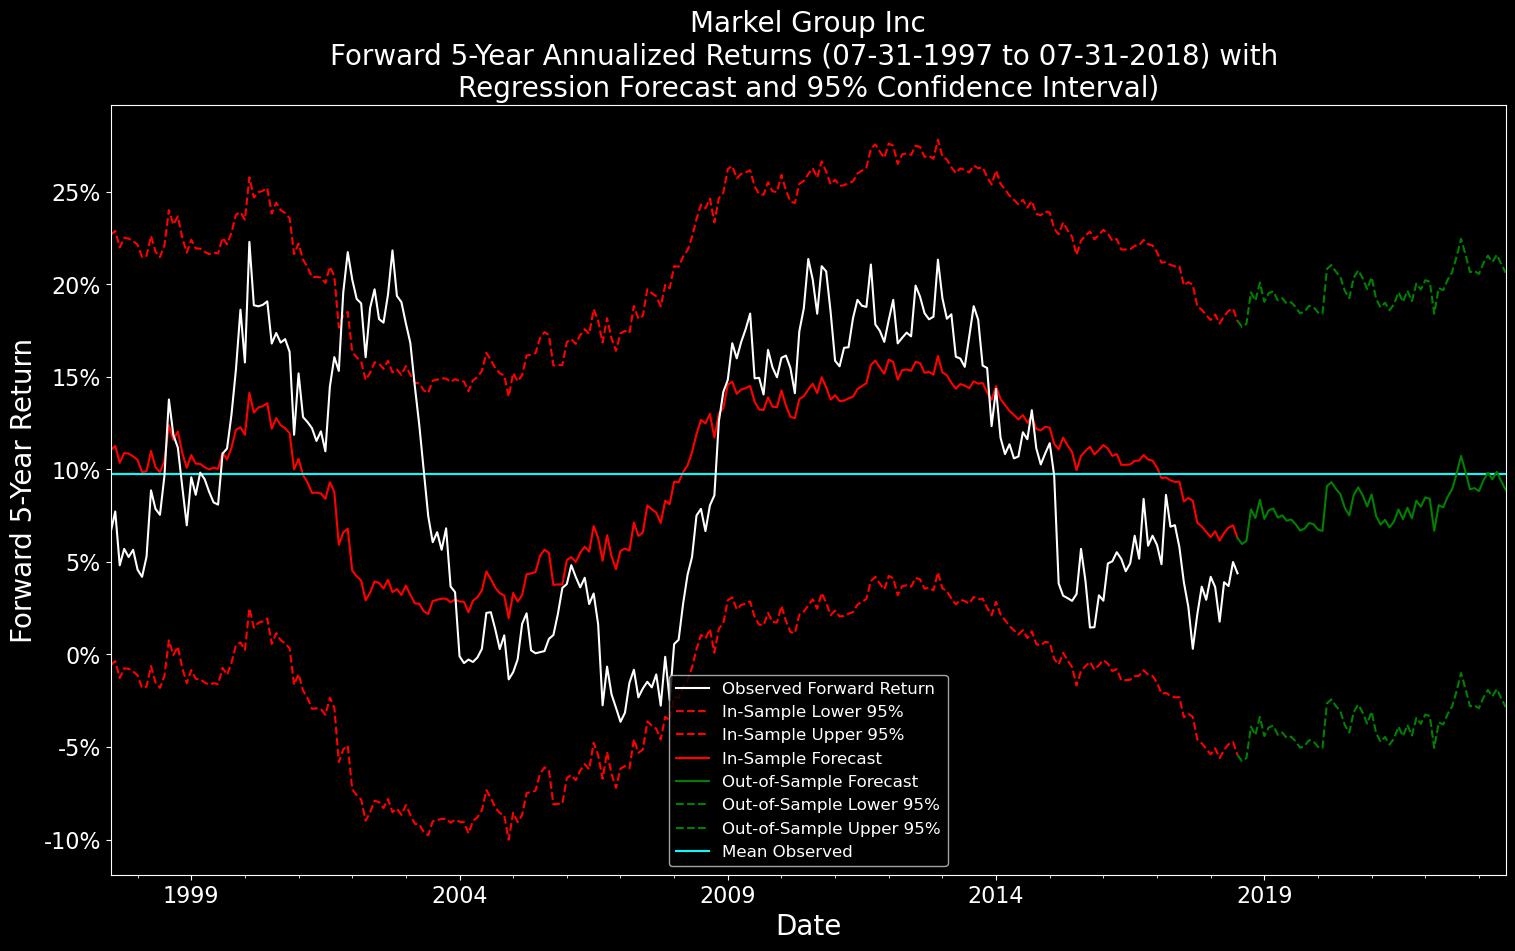 Markel Group Inc
Forward 5-Year Annualized Returns (07-31-1997 to 07-31-2018) with
Regression Forecast and 95% Confidence Interval)
Forward 5-Year Return
25%
20%
15%
10%
5%
0%
-5%
-10%
Observed Forward Return
In-Sample Lower 95%
In-Sample Upper 95%
In-Sample Forecast
Out-of-Sample Forecast
Out-of-Sample Lower 95%
Out-of-Sample Upper 95%
Mean Observed
1999
2004
2009
2014
2019
Date